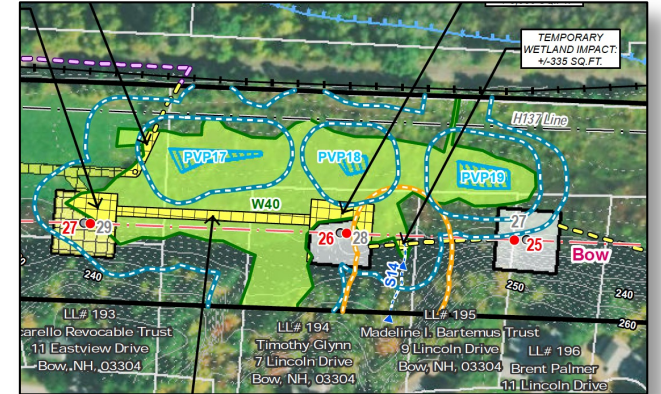 TEMPORARY
WETLAND IMPACT:
+/-335 SQ.FT.
H137 Line
PVP17
PVP18
PVP19
W40
27
29
26
28
27
25
Bow
S14
240
250
240
260
LL# 193
carello Revocable Trust
11 Eastview Drive
Bow, NH, 03304
LL# 194
Timothy Glynn
7 Lincoln Drive
Bow, NH, 03304
LL# 195
Madeline I. Bartemus Trust
9 Lincoln Drive
Bow, NH, 03304
LL# 196
Brent Palmer
11 Lincoln Drive